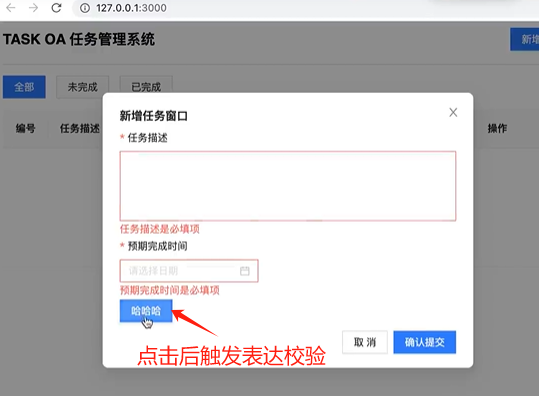 127.0.0.1:3000
TASK OA 任务管理系统
新增
全部 未完成 已完成
编号 任务描述 操作
新增任务窗口
* 任务描述
任务描述是必填项
* 预期完成时间
请选择日期
预期完成时间是必填项
哈哈哈
点击后触发表达校验
取 消 确认提交